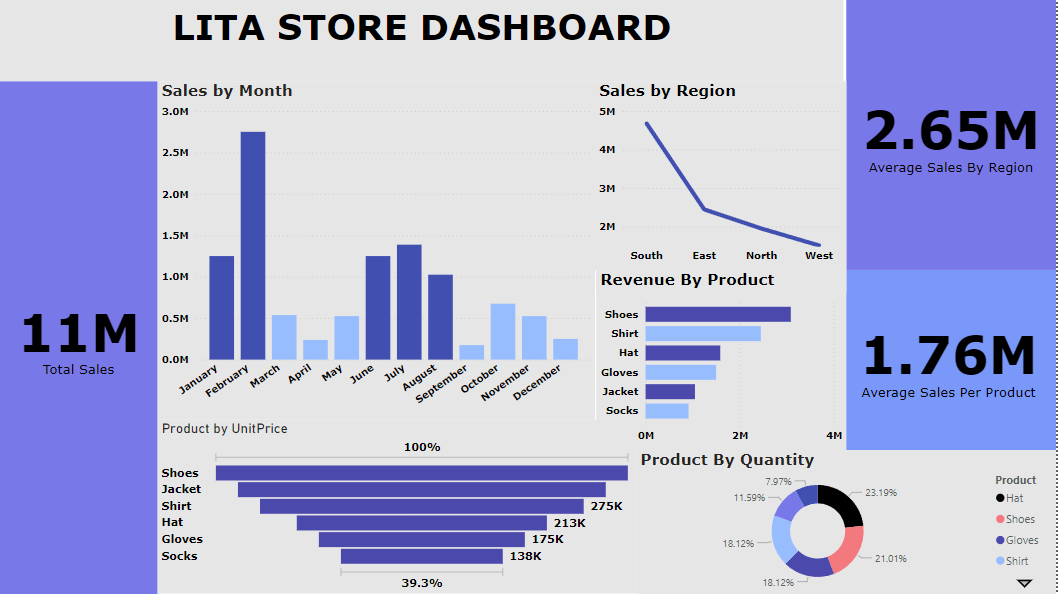 LITA STORE DASHBOARD
11M
Total Sales
Sales by Month
3.0M
2.5M
2.0M
1.5M
1.0M
0.5M
0.0M
January
February
March
April
May
June
July
August
September
October
November
December
Sales by Region
5M
4M
3M
2M
South East North West
Revenue By Product
Shoes
Shirt
Hat
Gloves
Jacket
Socks
0M 2M 4M
2.65M
Average Sales By Region
1.76M
Average Sales Per Product
Product by UnitPrice
100%
Shoes
Jacket
Shirt 275K
Hat 213K
Gloves 175K
Socks 138K
39.3%
Product By Quantity
7.97%
23.19%
11.59%
18.12%
21.01%
18.12%
Product
Hat
Shoes
Gloves
Shirt